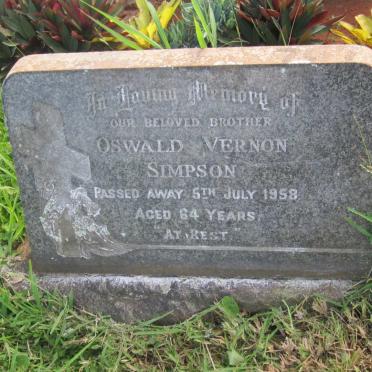 In Loving Memory of
OUR BELOVED BROTHER
OSWALD VERNON
SIMPSON
PASSED AWAY 5TH JULY 1958
AGED 64 YEARS
AT REST